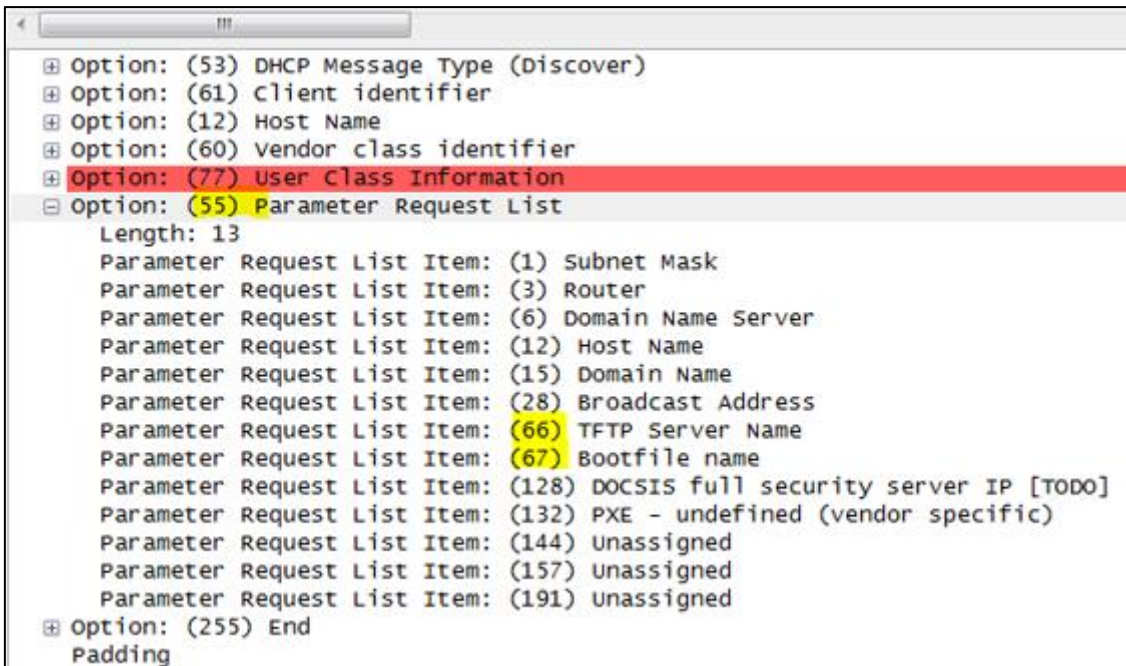 Option: (53) DHCP Message Type (Discover)
Option: (61) Client identifier
Option: (12) Host Name
Option: (60) Vendor class identifier
Option: (77) User Class Information
Option: (55) Parameter Request List
Length: 13
Parameter Request List Item: (1) Subnet Mask
Parameter Request List Item: (3) Router
Parameter Request List Item: (6) Domain Name Server
Parameter Request List Item: (12) Host Name
Parameter Request List Item: (15) Domain Name
Parameter Request List Item: (28) Broadcast Address
Parameter Request List Item: (66) TFTP Server Name
Parameter Request List Item: (67) Bootfile name
Parameter Request List Item: (128) DOCSIS full security server IP [TODO]
Parameter Request List Item: (132) PXE - undefined (vendor specific)
Parameter Request List Item: (144) Unassigned
Parameter Request List Item: (157) Unassigned
Parameter Request List Item: (191) Unassigned
Option: (255) End
Padding